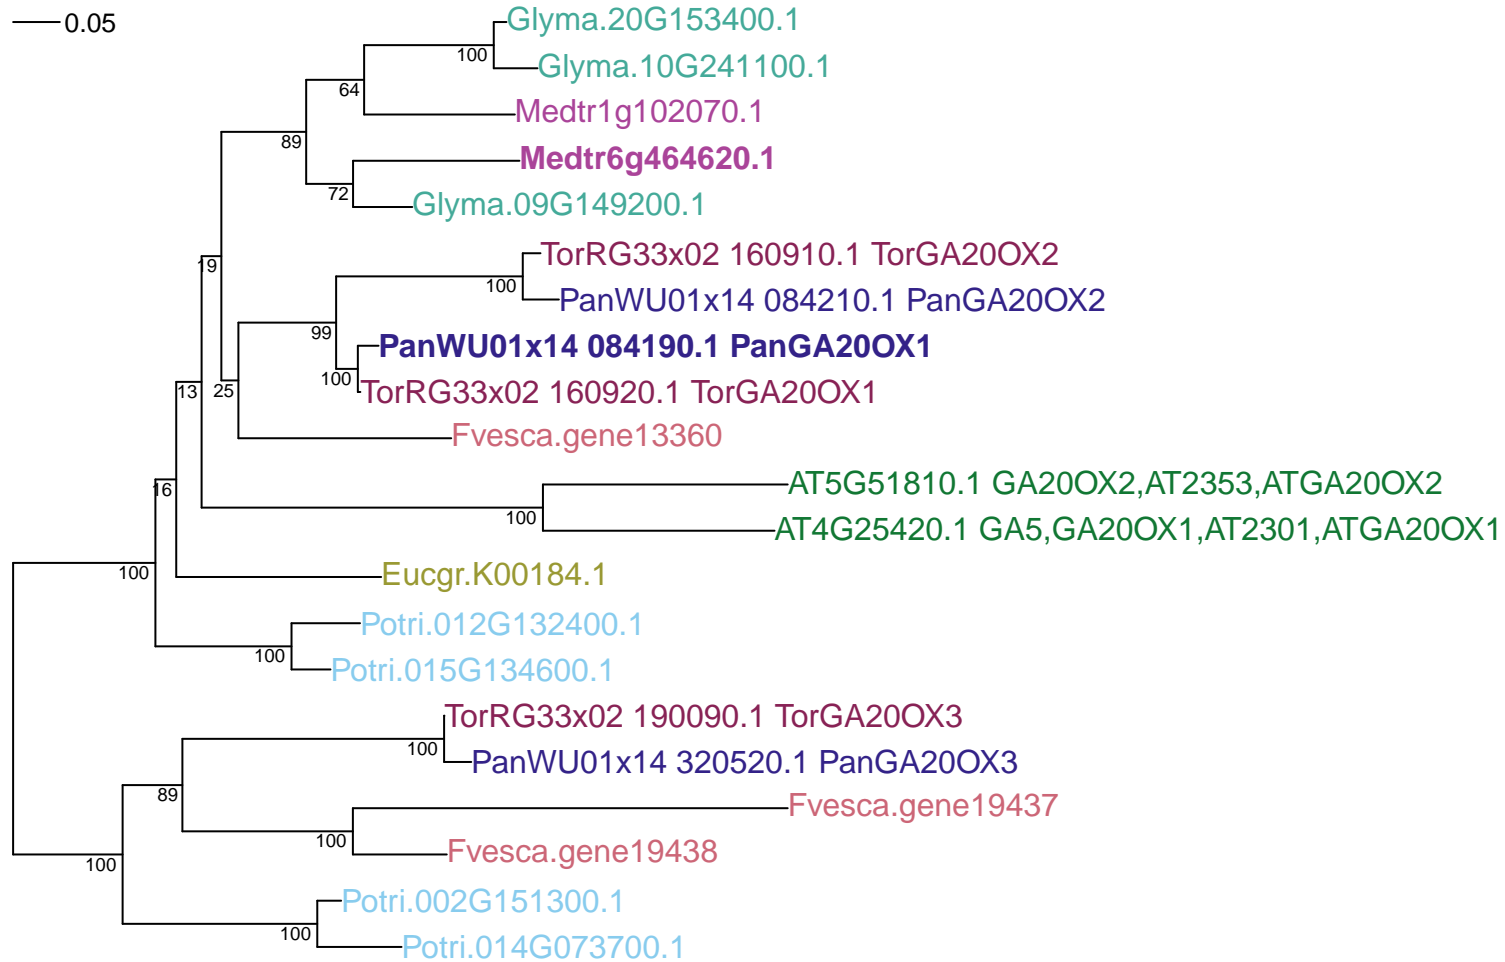 0.05
Glyma.20G153400.1
100
Glyma.10G241100.1
64
Medtr1g102070.1
89
Medtr6g464620.1
72
Glyma.09G149200.1
TorRG33x02 160910.1 TorGA20OX2
19
100
PanWU01x14 084210.1 PanGA20OX2
99
PanWU01x14 084190.1 PanGA20OX1
100
TorRG33x02 160920.1 TorGA20OX1
13
25
Fvesca.gene13360
AT5G51810.1 GA20OX2,AT2353,ATGA20OX2
16
100
AT4G25420.1 GA5,GA20OX1,AT2301,ATGA20OX1
100
Eucgr.K00184.1
Potri.012G132400.1
100
Potri.015G134600.1
TorRG33x02 190090.1 TorGA20OX3
100
PanWU01x14 320520.1 PanGA20OX3
89
Fvesca.gene19437
100
Fvesca.gene19438
100
Potri.002G151300.1
100
Potri.014G073700.1